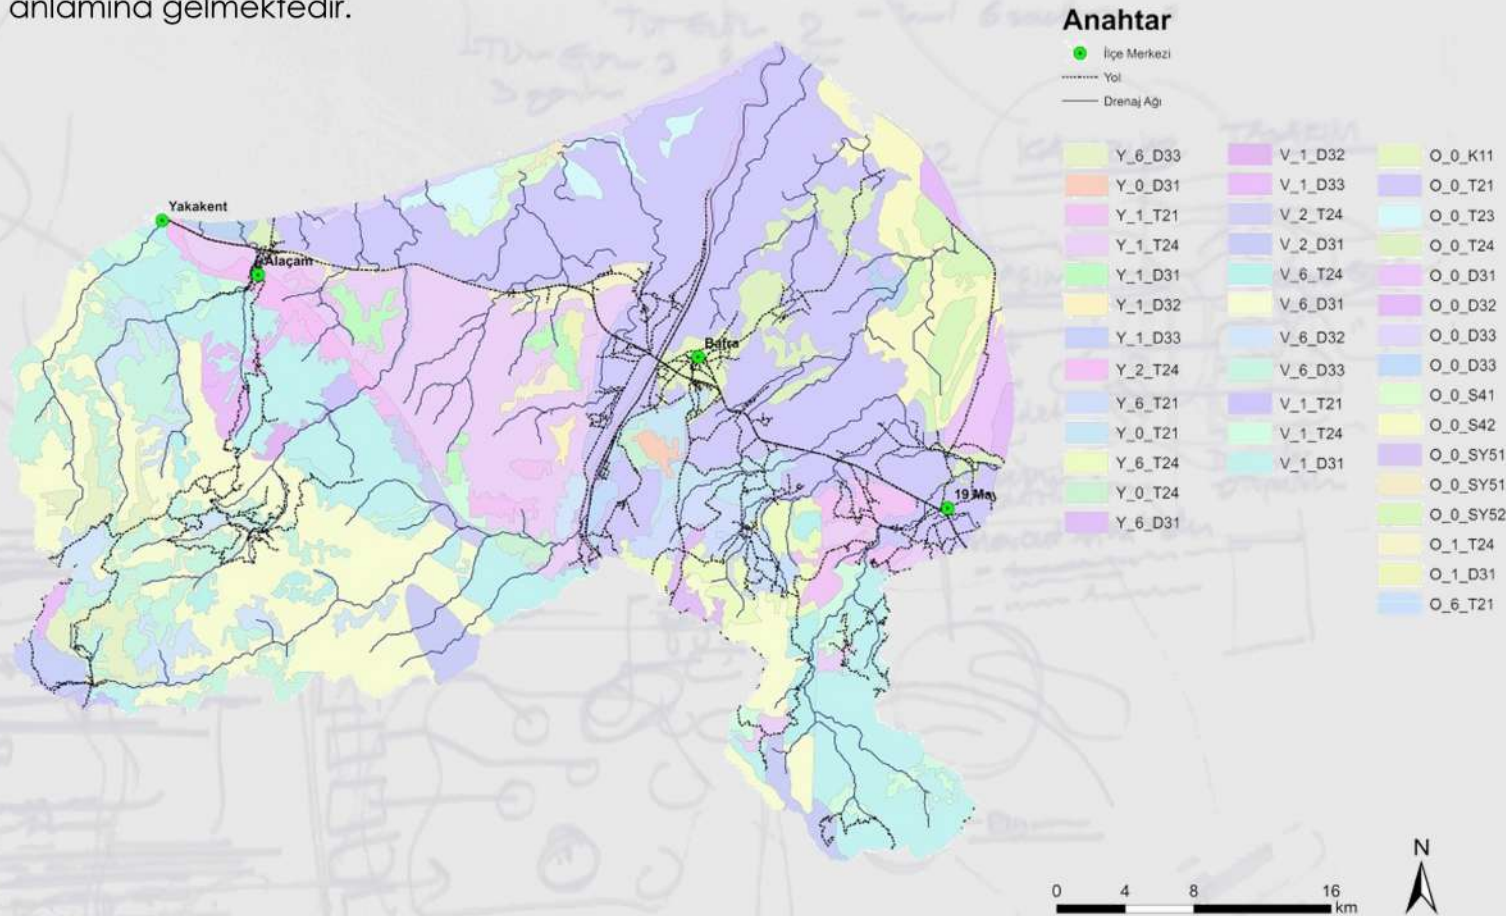 anlamına gelmektedir.
Anahtar
İlçe Merkezi
Yol
Drenaj Ağı
Y_6_D33
Y_0_D31
Y_1_T21
Y_1_T24
Y_1_D31
Y_1_D32
Y_1_D33
Y_2_T24
Y_6_T21
Y_0_T21
Y_6_T24
Y_0_T24
Y_6_D31
V_1_D32
V_1_D33
V_2_T24
V_2_D31
V_6_T24
V_6_D31
V_6_D32
V_6_D33
V_1_T21
V_1_T24
V_1_D31
O_0_K11
O_0_T21
O_0_T23
O_0_T24
O_0_D31
O_0_D32
O_0_D33
O_0_D33
O_0_S41
O_0_S42
O_0_SY51
O_0_SY51
O_0_SY52
O_1_T24
O_1_D31
O_6_T21
Yakakent
Alaçam
Bafra
19 Ma
N
0 4 8 16
km